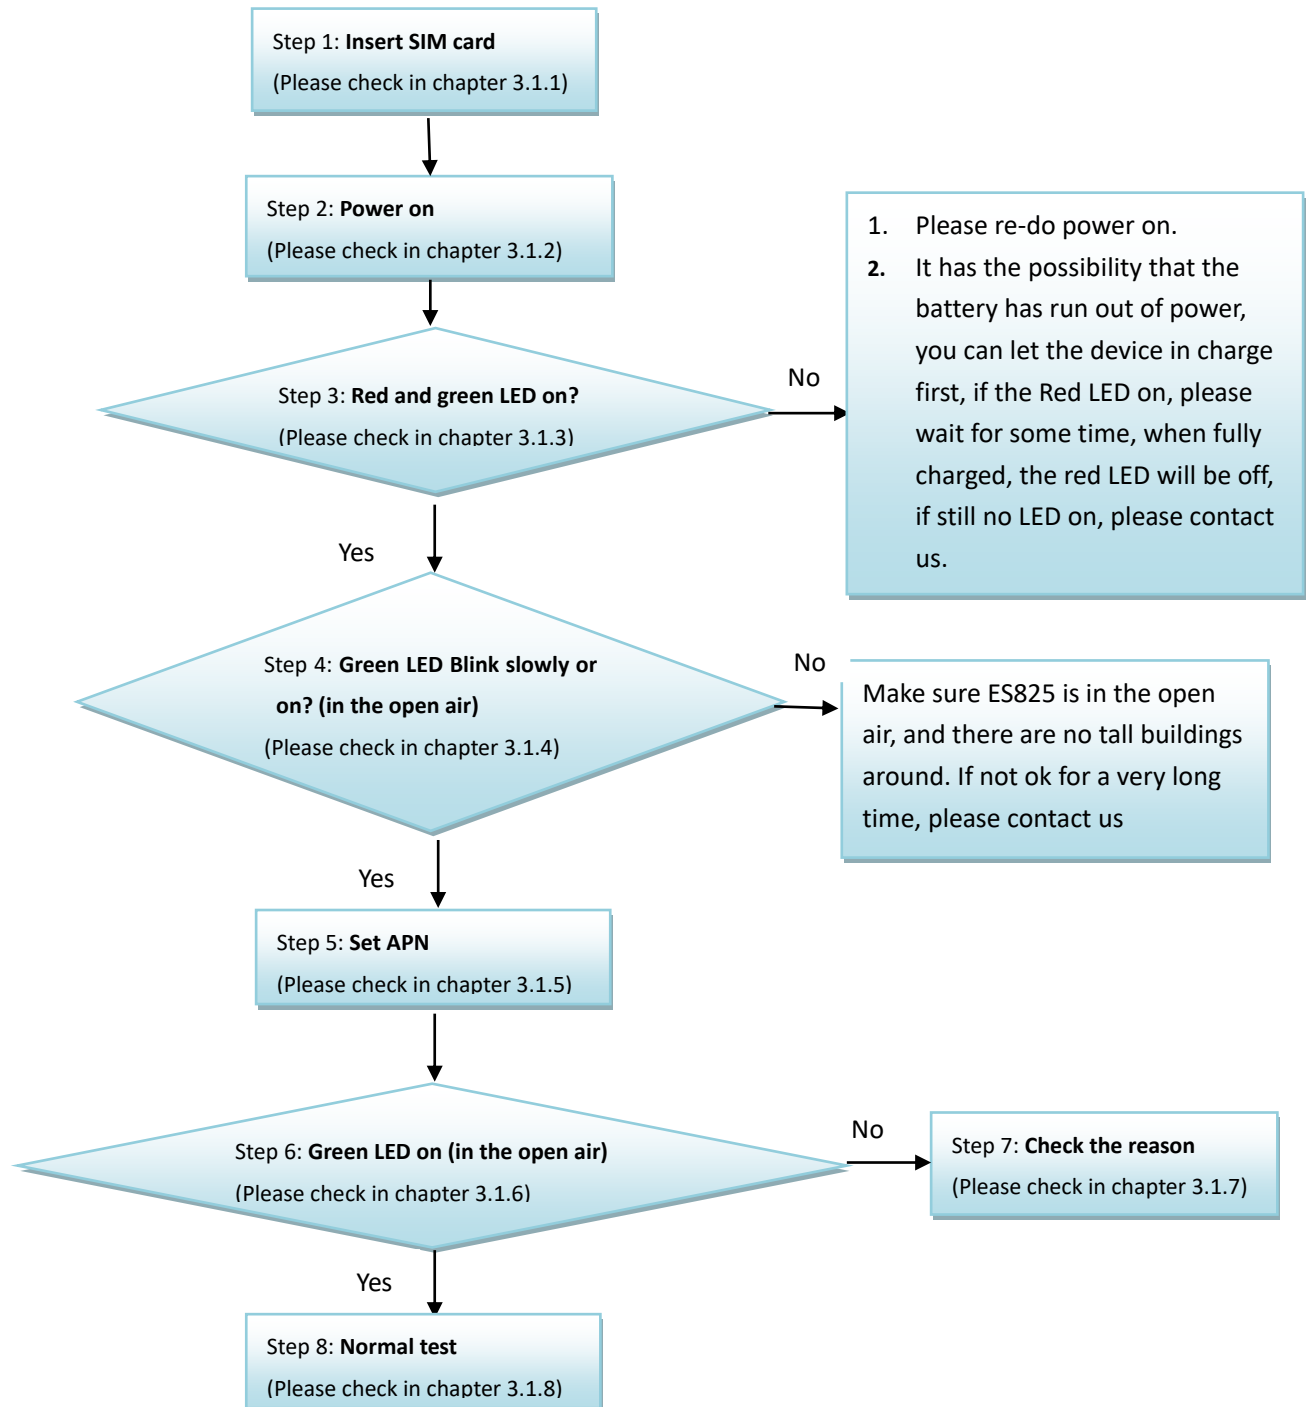 Step 1: Insert SIM card
(Please check in chapter 3.1.1)
Step 2: Power on
(Please check in chapter 3.1.2)
Step 3: Red and green LED on?
(Please check in chapter 3.1.3)
No
1. Please re-do power on.
2. It has the possibility that the
battery has run out of power,
you can let the device in charge
first, if the Red LED on, please
wait for some time, when fully
charged, the red LED will be off,
if still no LED on, please contact
us.
Yes
Step 4: Green LED Blink slowly or
on? (in the open air)
(Please check in chapter 3.1.4)
No
Make sure ES825 is in the open
air, and there are no tall buildings
around. If not ok for a very long
time, please contact us
Yes
Step 5: Set APN
(Please check in chapter 3.1.5)
Step 6: Green LED on (in the open air)
(Please check in chapter 3.1.6)
No
Step 7: Check the reason
(Please check in chapter 3.1.7)
Yes
Step 8: Normal test
(Please check in chapter 3.1.8)